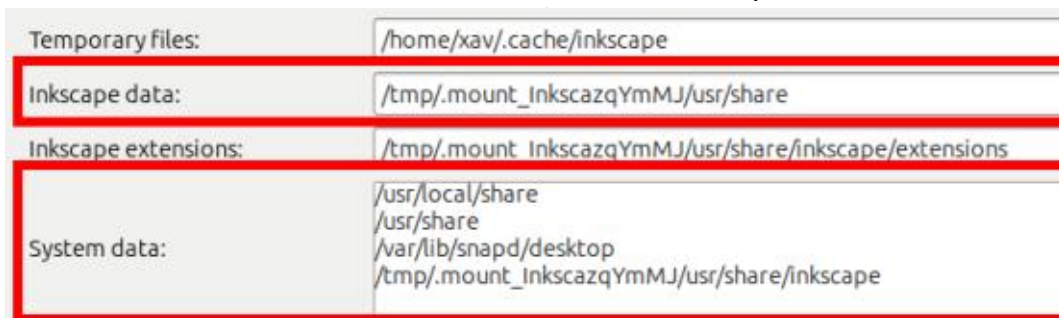 Temporary files: /home/xav/.cache/inkscape
Inkscape data: /tmp/.mount_InkscazqYmMJ/usr/share
Inkscape extensions: /tmp/.mount_InkscazqYmMJ/usr/share/inkscape/extensions
System data:
/usr/local/share
/usr/share
/var/lib/snapd/desktop
/tmp/.mount_InkscazqYmMJ/usr/share/inkscape